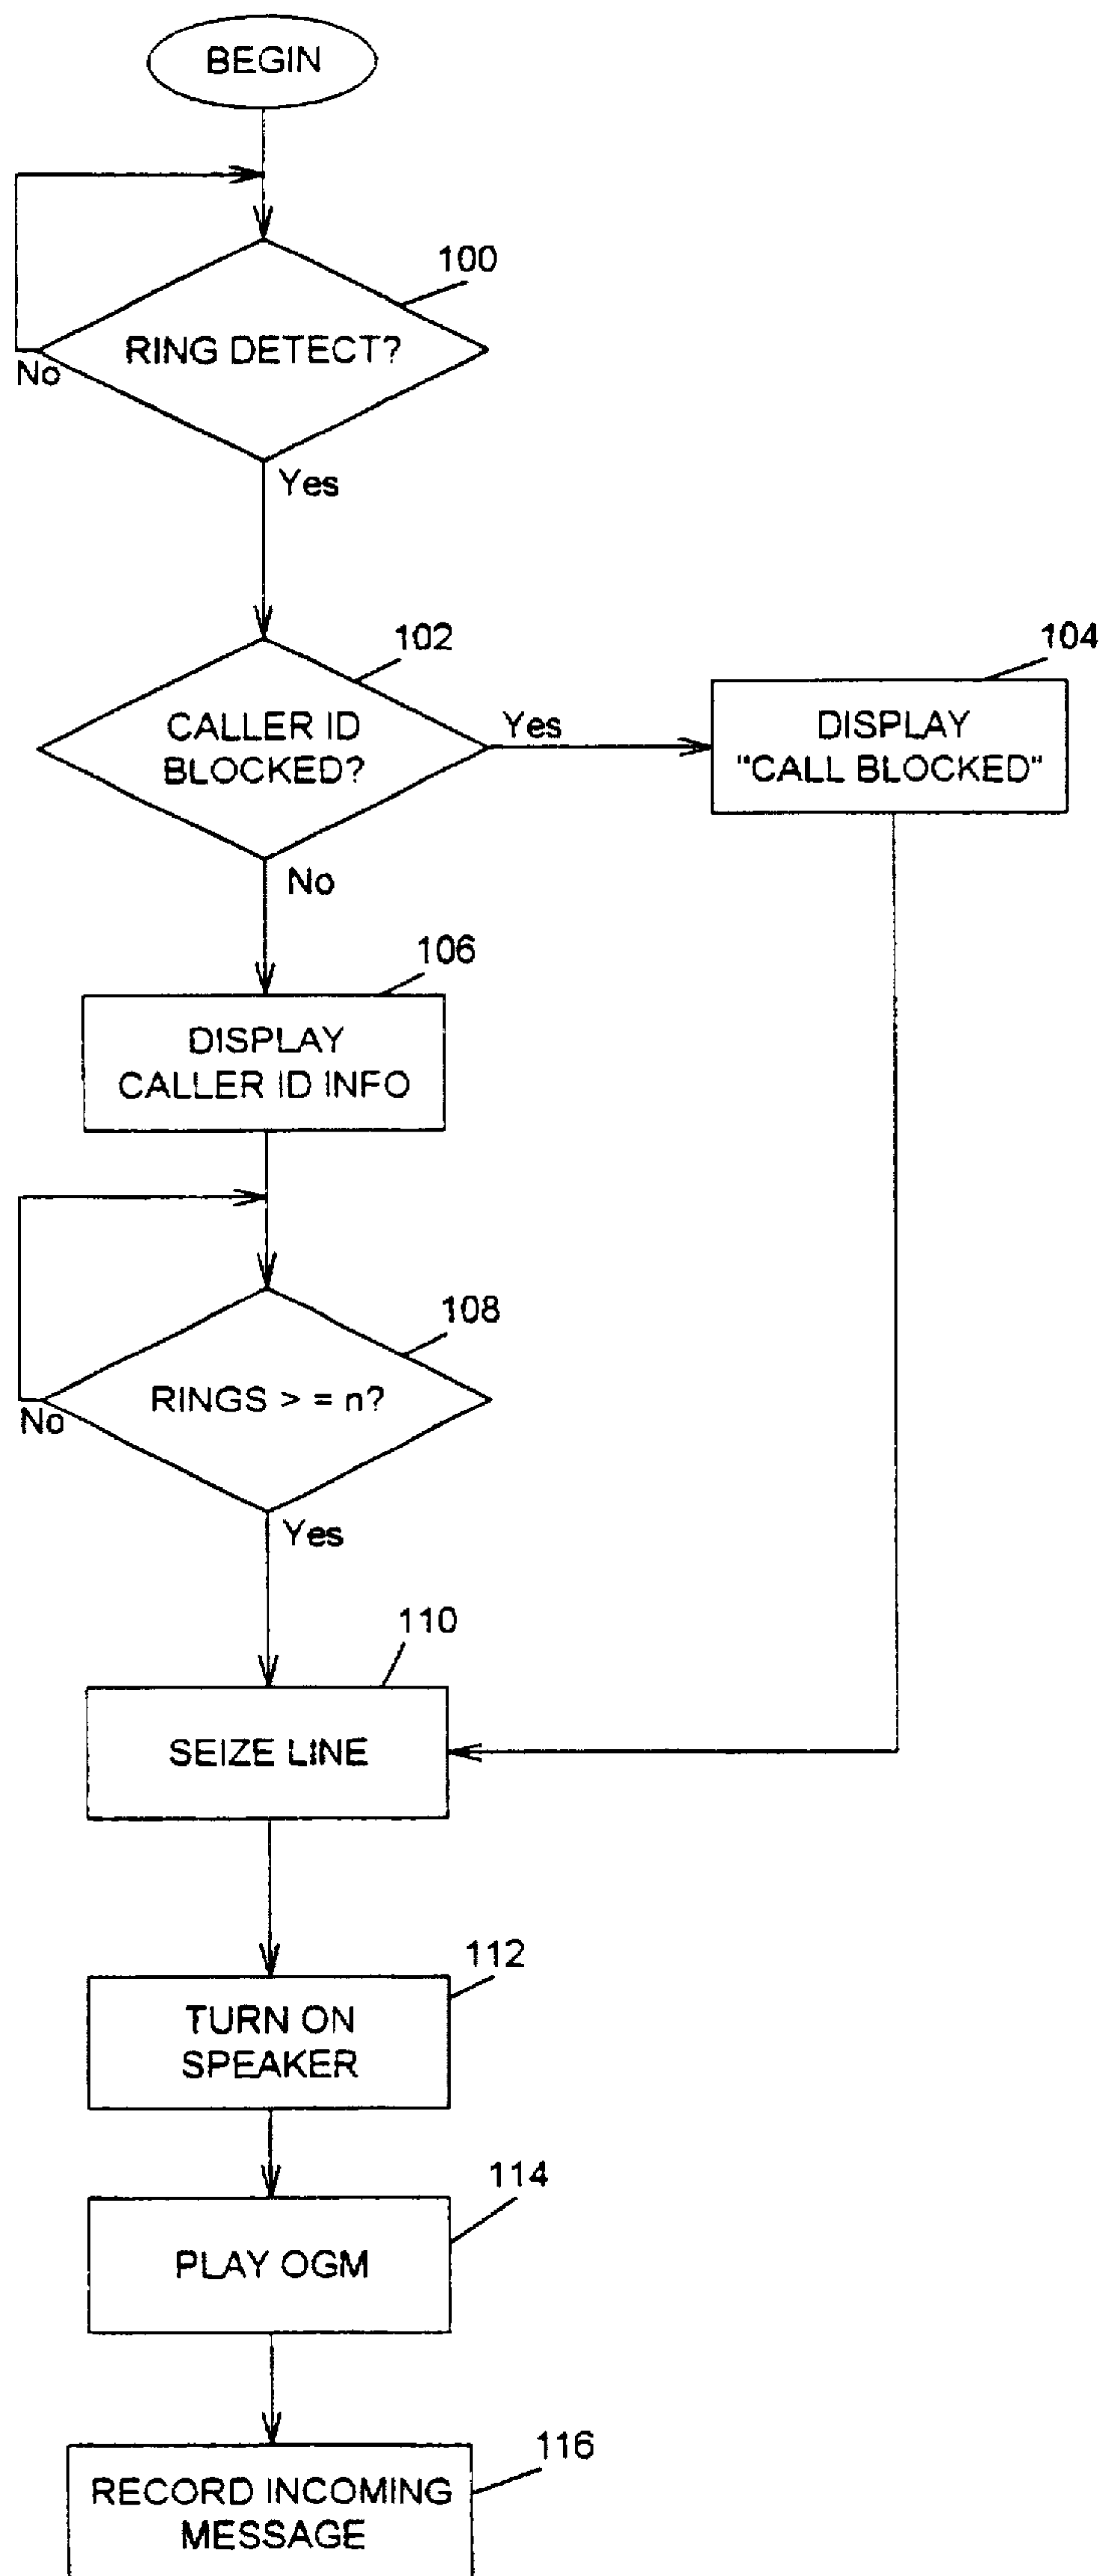 BEGIN
100
RING DETECT?
No
Yes
102
CALLER ID
BLOCKED?
Yes
104
DISPLAY
"CALL BLOCKED"
No
106
DISPLAY
CALLER ID INFO
108
RINGS > = n?
No
Yes
110
SEIZE LINE
112
TURN ON
SPEAKER
114
PLAY OGM
116
RECORD INCOMING
MESSAGE